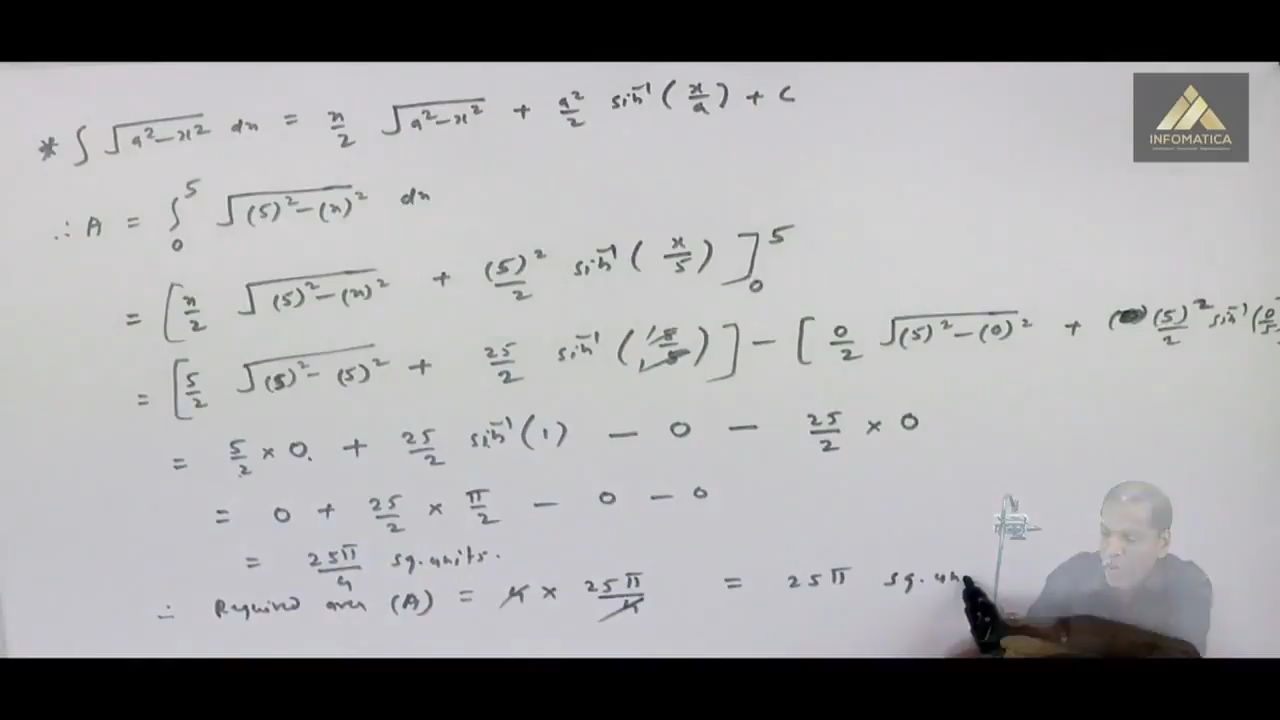 * ∫ √(a²-x²) dx = x/2 √(a²-x²) + a²/2 sin⁻¹(x/a) + C
INFOMATICA
∴ A = ∫₀⁵ √((5)²-(x)²) dx
= [x/2 √((5)²-(x)²) + (5)²/2 sin⁻¹(x/5)]₀⁵
= [5/2 √((5)²-(5)²) + 25/2 sin⁻¹(5/5)] - [0/2 √((5)²-(0)²) + (5)²/2 sin⁻¹(0/5
= 5/2 × 0 + 25/2 sin⁻¹(1) - 0 - 25/2 × 0
= 0 + 25/2 × π/2 - 0 - 0
= 25π/4 sq. units.
∴ Required area (A) = 4 × 25π/4 = 25π sq. un